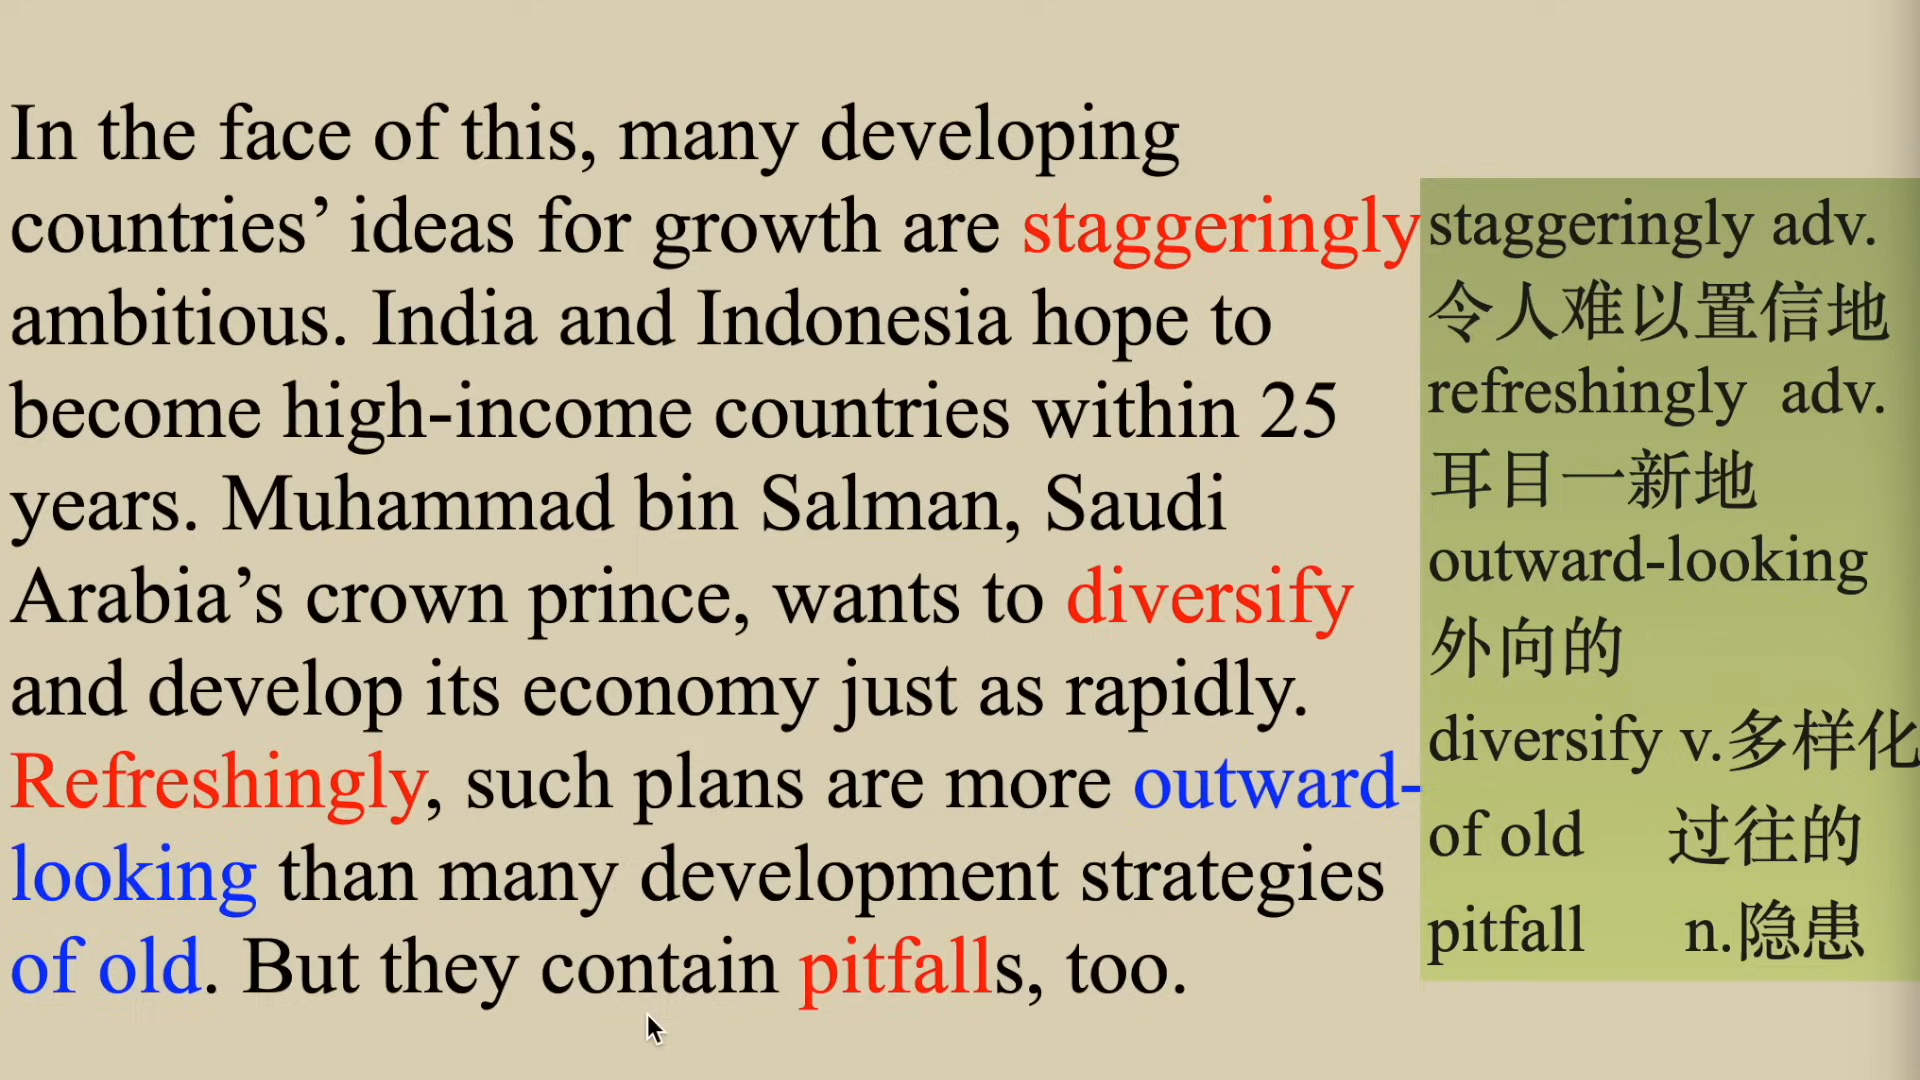 In the face of this, many developing
countries’ ideas for growth are staggeringly
ambitious. India and Indonesia hope to
become high-income countries within 25
years. Muhammad bin Salman, Saudi
Arabia’s crown prince, wants to diversify
and develop its economy just as rapidly.
Refreshingly, such plans are more outward-
looking than many development strategies
of old. But they contain pitfalls, too.
staggeringly adv.
令人难以置信地
refreshingly adv.
耳目一新地
outward-looking
外向的
diversify v.多样化
of old 过往的
pitfall n.隐患